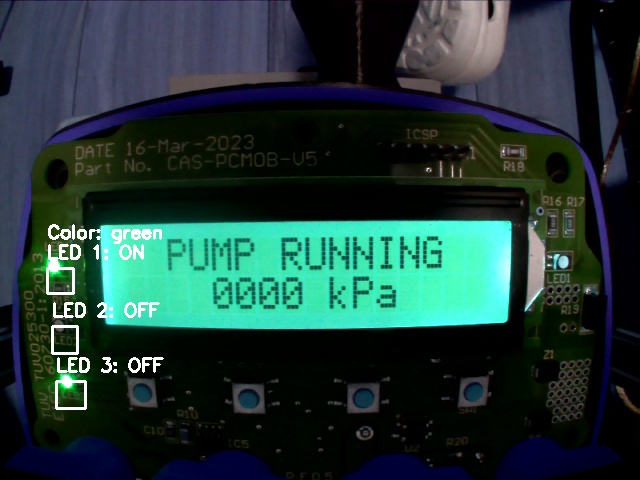 ICSP
1
DATE 16-Mar-2023
Part No. CAS-PCMOB-V5
R18
R16 R17
Color: green
LED 1: ON
PUMP RUNNING
0000 kPa
LED1
LED 2: OFF
R19
LED 3: OFF
Z1
R10
C10
IC5
R20